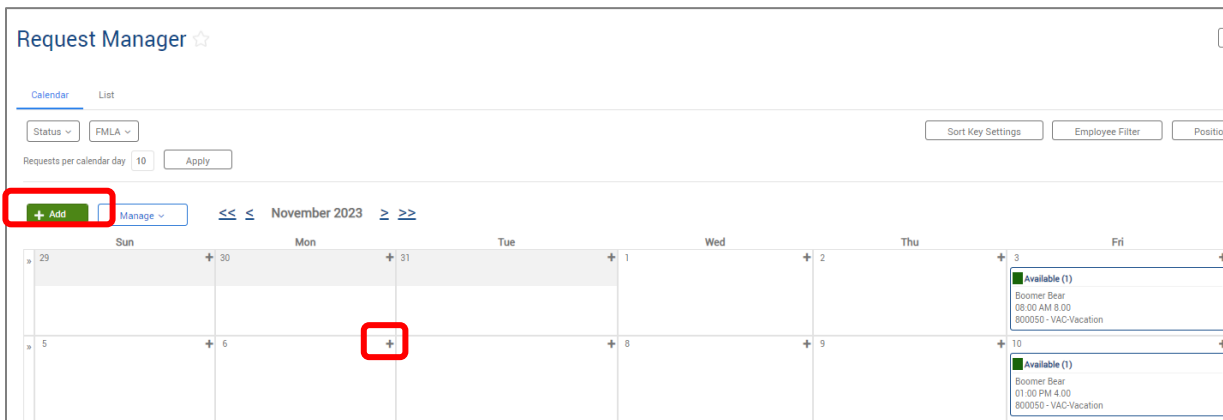 Request Manager
Calendar List
Status FMLA Sort Key Settings Employee Filter Positio
Requests per calendar day 10 Apply
+ Add Manage << < November 2023 > >>
Sun Mon Tue Wed Thu Fri
» 29 + 30 + 31 + 1 + 2 + 3 +
Available (1)
Boomer Bear
08:00 AM 8.00
800050 - VAC-Vacation
» 5 + 6 + + 8 + 9 + 10 +
Available (1)
Boomer Bear
01:00 PM 4.00
800050 - VAC-Vacation